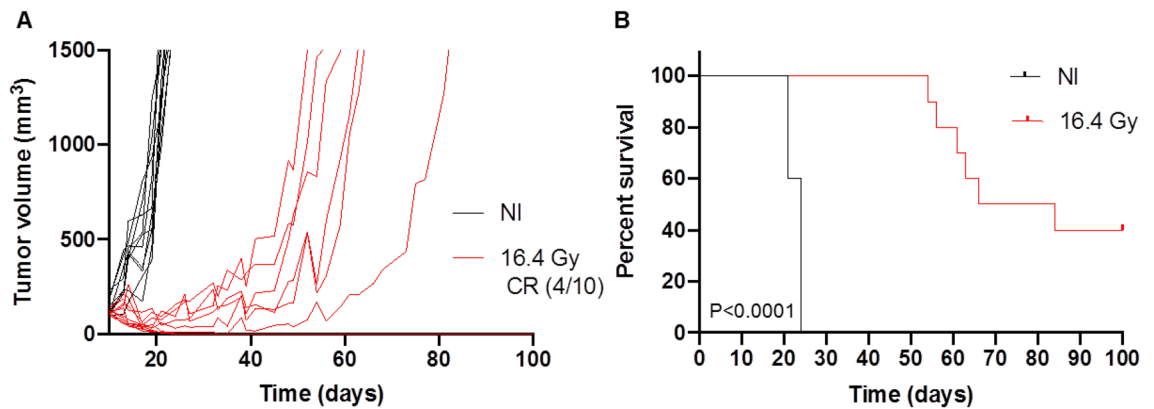 A
Tumor volume (mm³)
1500
1000
500
0
20
40
60
80
100
Time (days)
NI
16.4 Gy
CR (4/10)
B
Percent survival
100
80
60
40
20
0
P<0.0001
0 10 20 30 40 50 60 70 80 90 100
Time (days)
NI
16.4 Gy